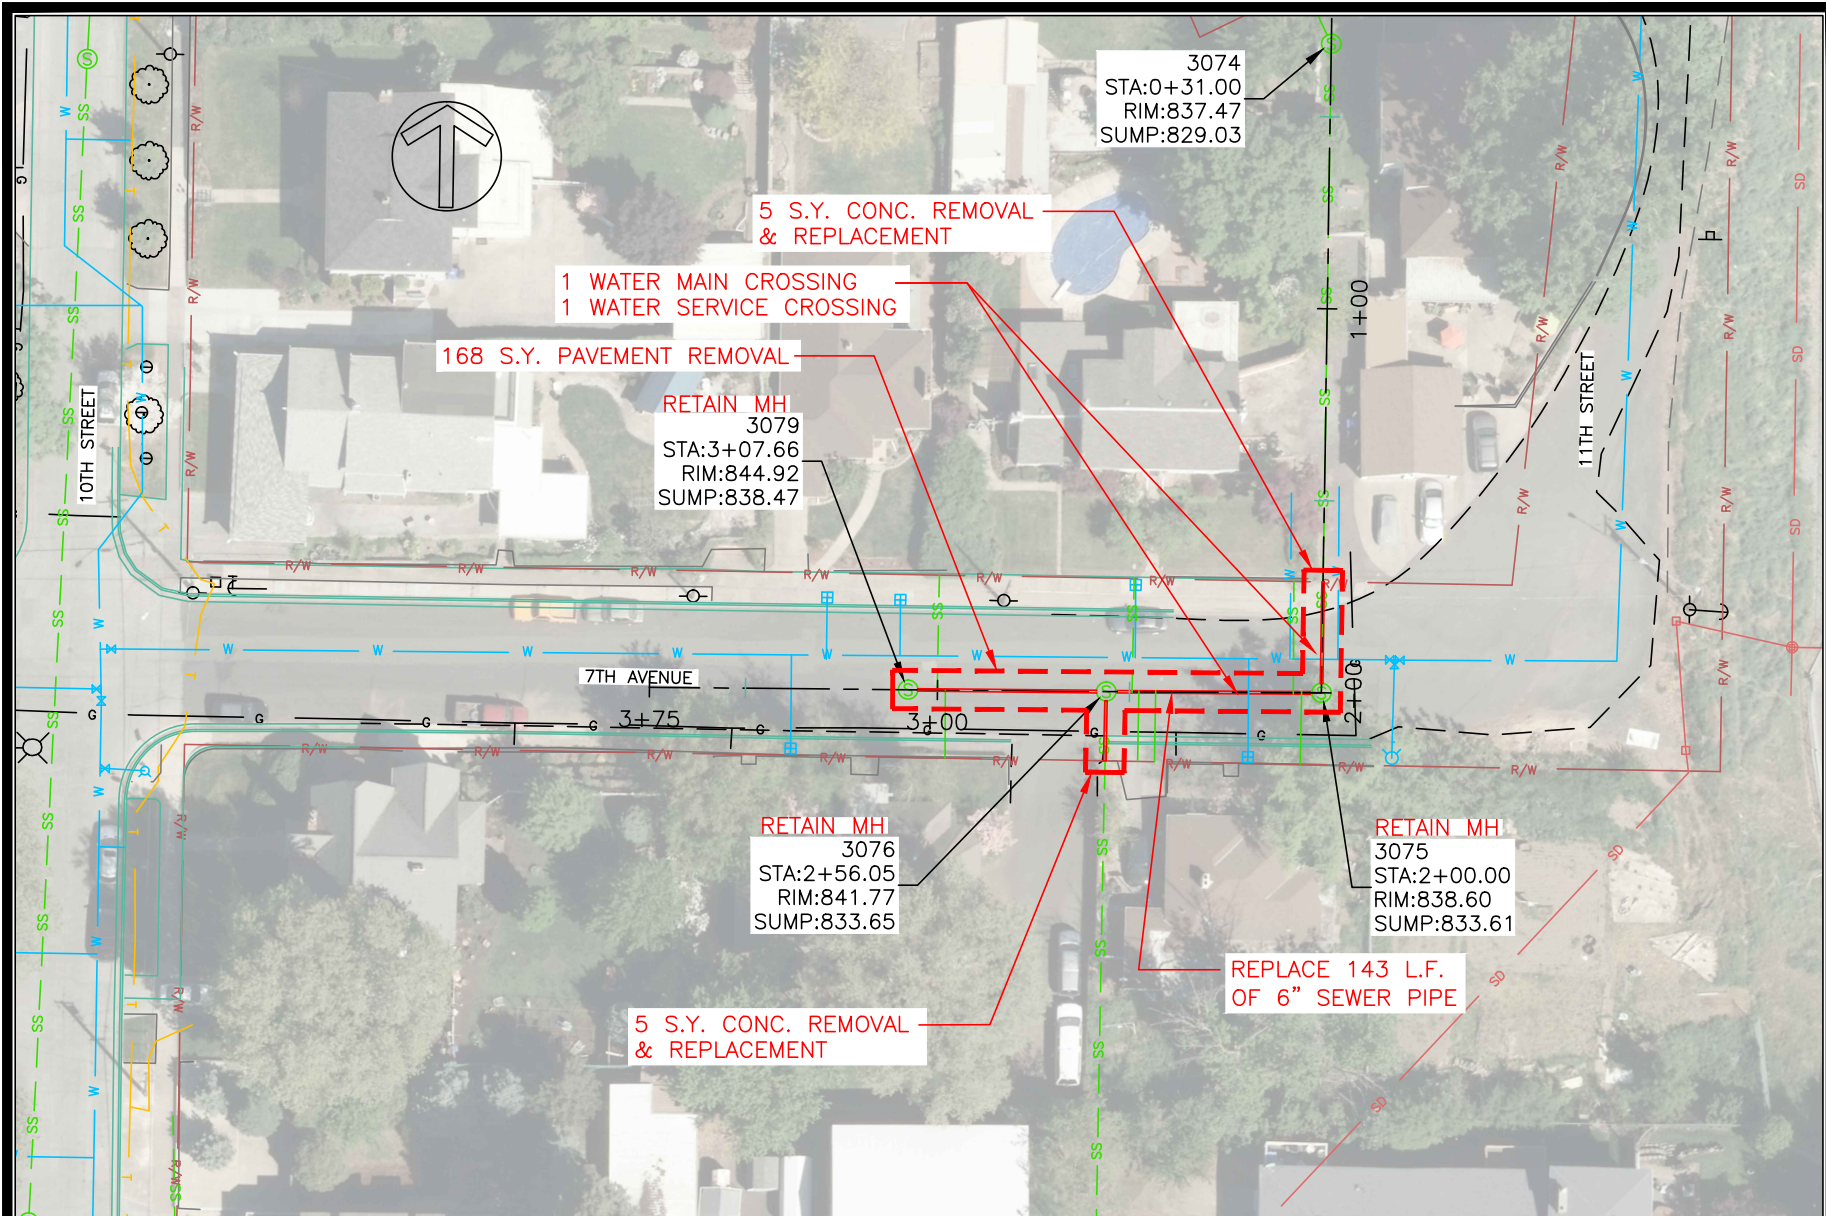 3074
STA:0+31.00
RIM:837.47
SUMP:829.03
5 S.Y. CONC. REMOVAL
& REPLACEMENT
1 WATER MAIN CROSSING
1 WATER SERVICE CROSSING
168 S.Y. PAVEMENT REMOVAL
RETAIN MH
3079
STA:3+07.66
RIM:844.92
SUMP:838.47
10TH STREET
11TH STREET
1+00
7TH AVENUE
3+75
3+00
2+00
RETAIN MH
3076
STA:2+56.05
RIM:841.77
SUMP:833.65
RETAIN MH
3075
STA:2+00.00
RIM:838.60
SUMP:833.61
REPLACE 143 L.F.
OF 6” SEWER PIPE
5 S.Y. CONC. REMOVAL
& REPLACEMENT
SS
W
R/W
T
G
SD
S